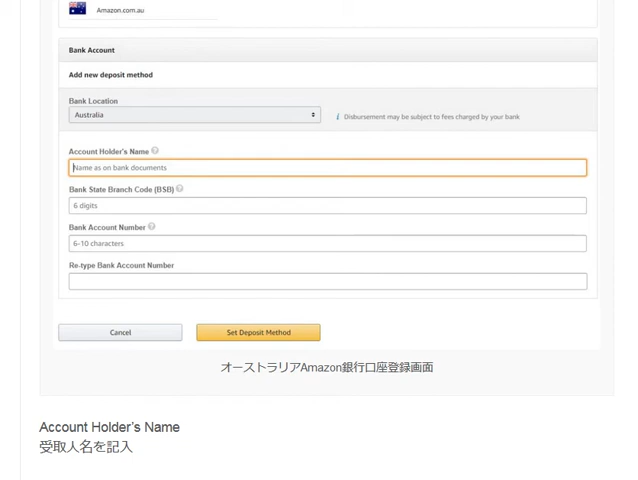 Amazon.com.au
Bank Account
Add new deposit method
Bank Location
Australia
i Disbursement may be subject to fees charged by your bank
Account Holder's Name ?
Name as on bank documents
Bank State Branch Code (BSB) ?
6 digits
Bank Account Number ?
6-10 characters
Re-type Bank Account Number
Cancel Set Deposit Method
オーストラリアAmazon銀行口座登録画面
Account Holder's Name
受取人名を記入